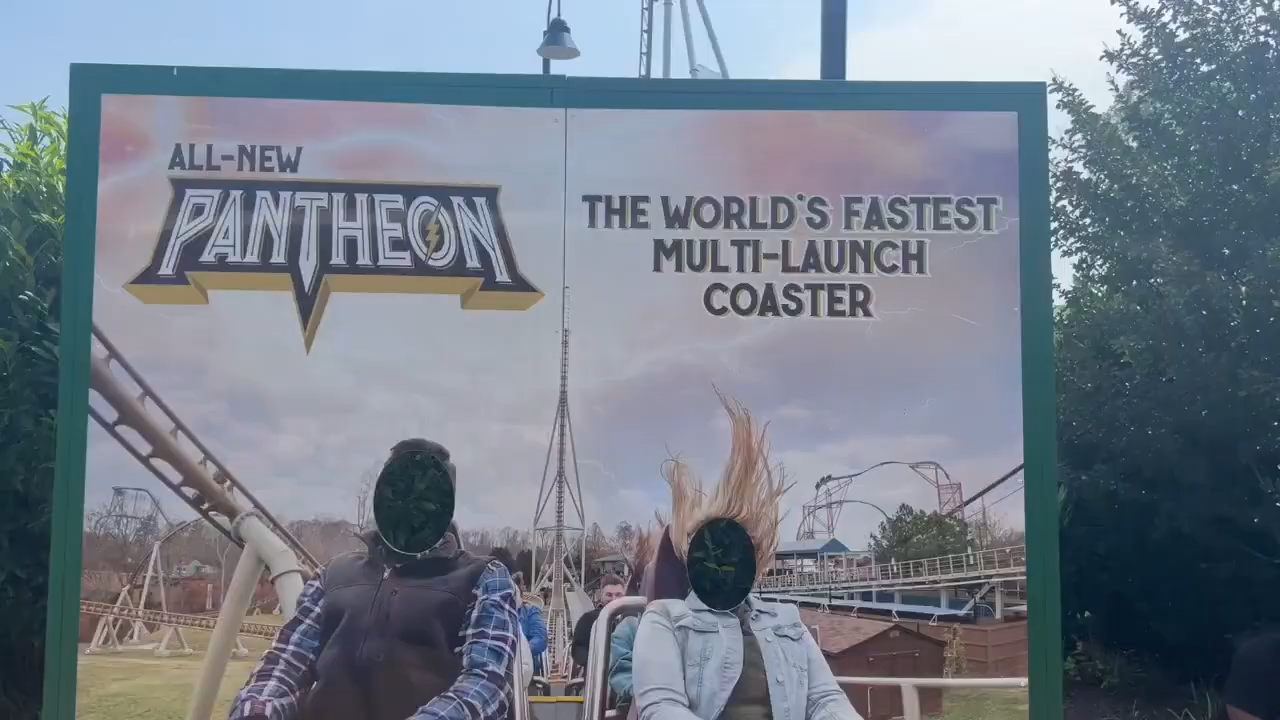 ALL-NEW
PANTHEON
THE WORLD'S FASTEST
MULTI-LAUNCH
COASTER